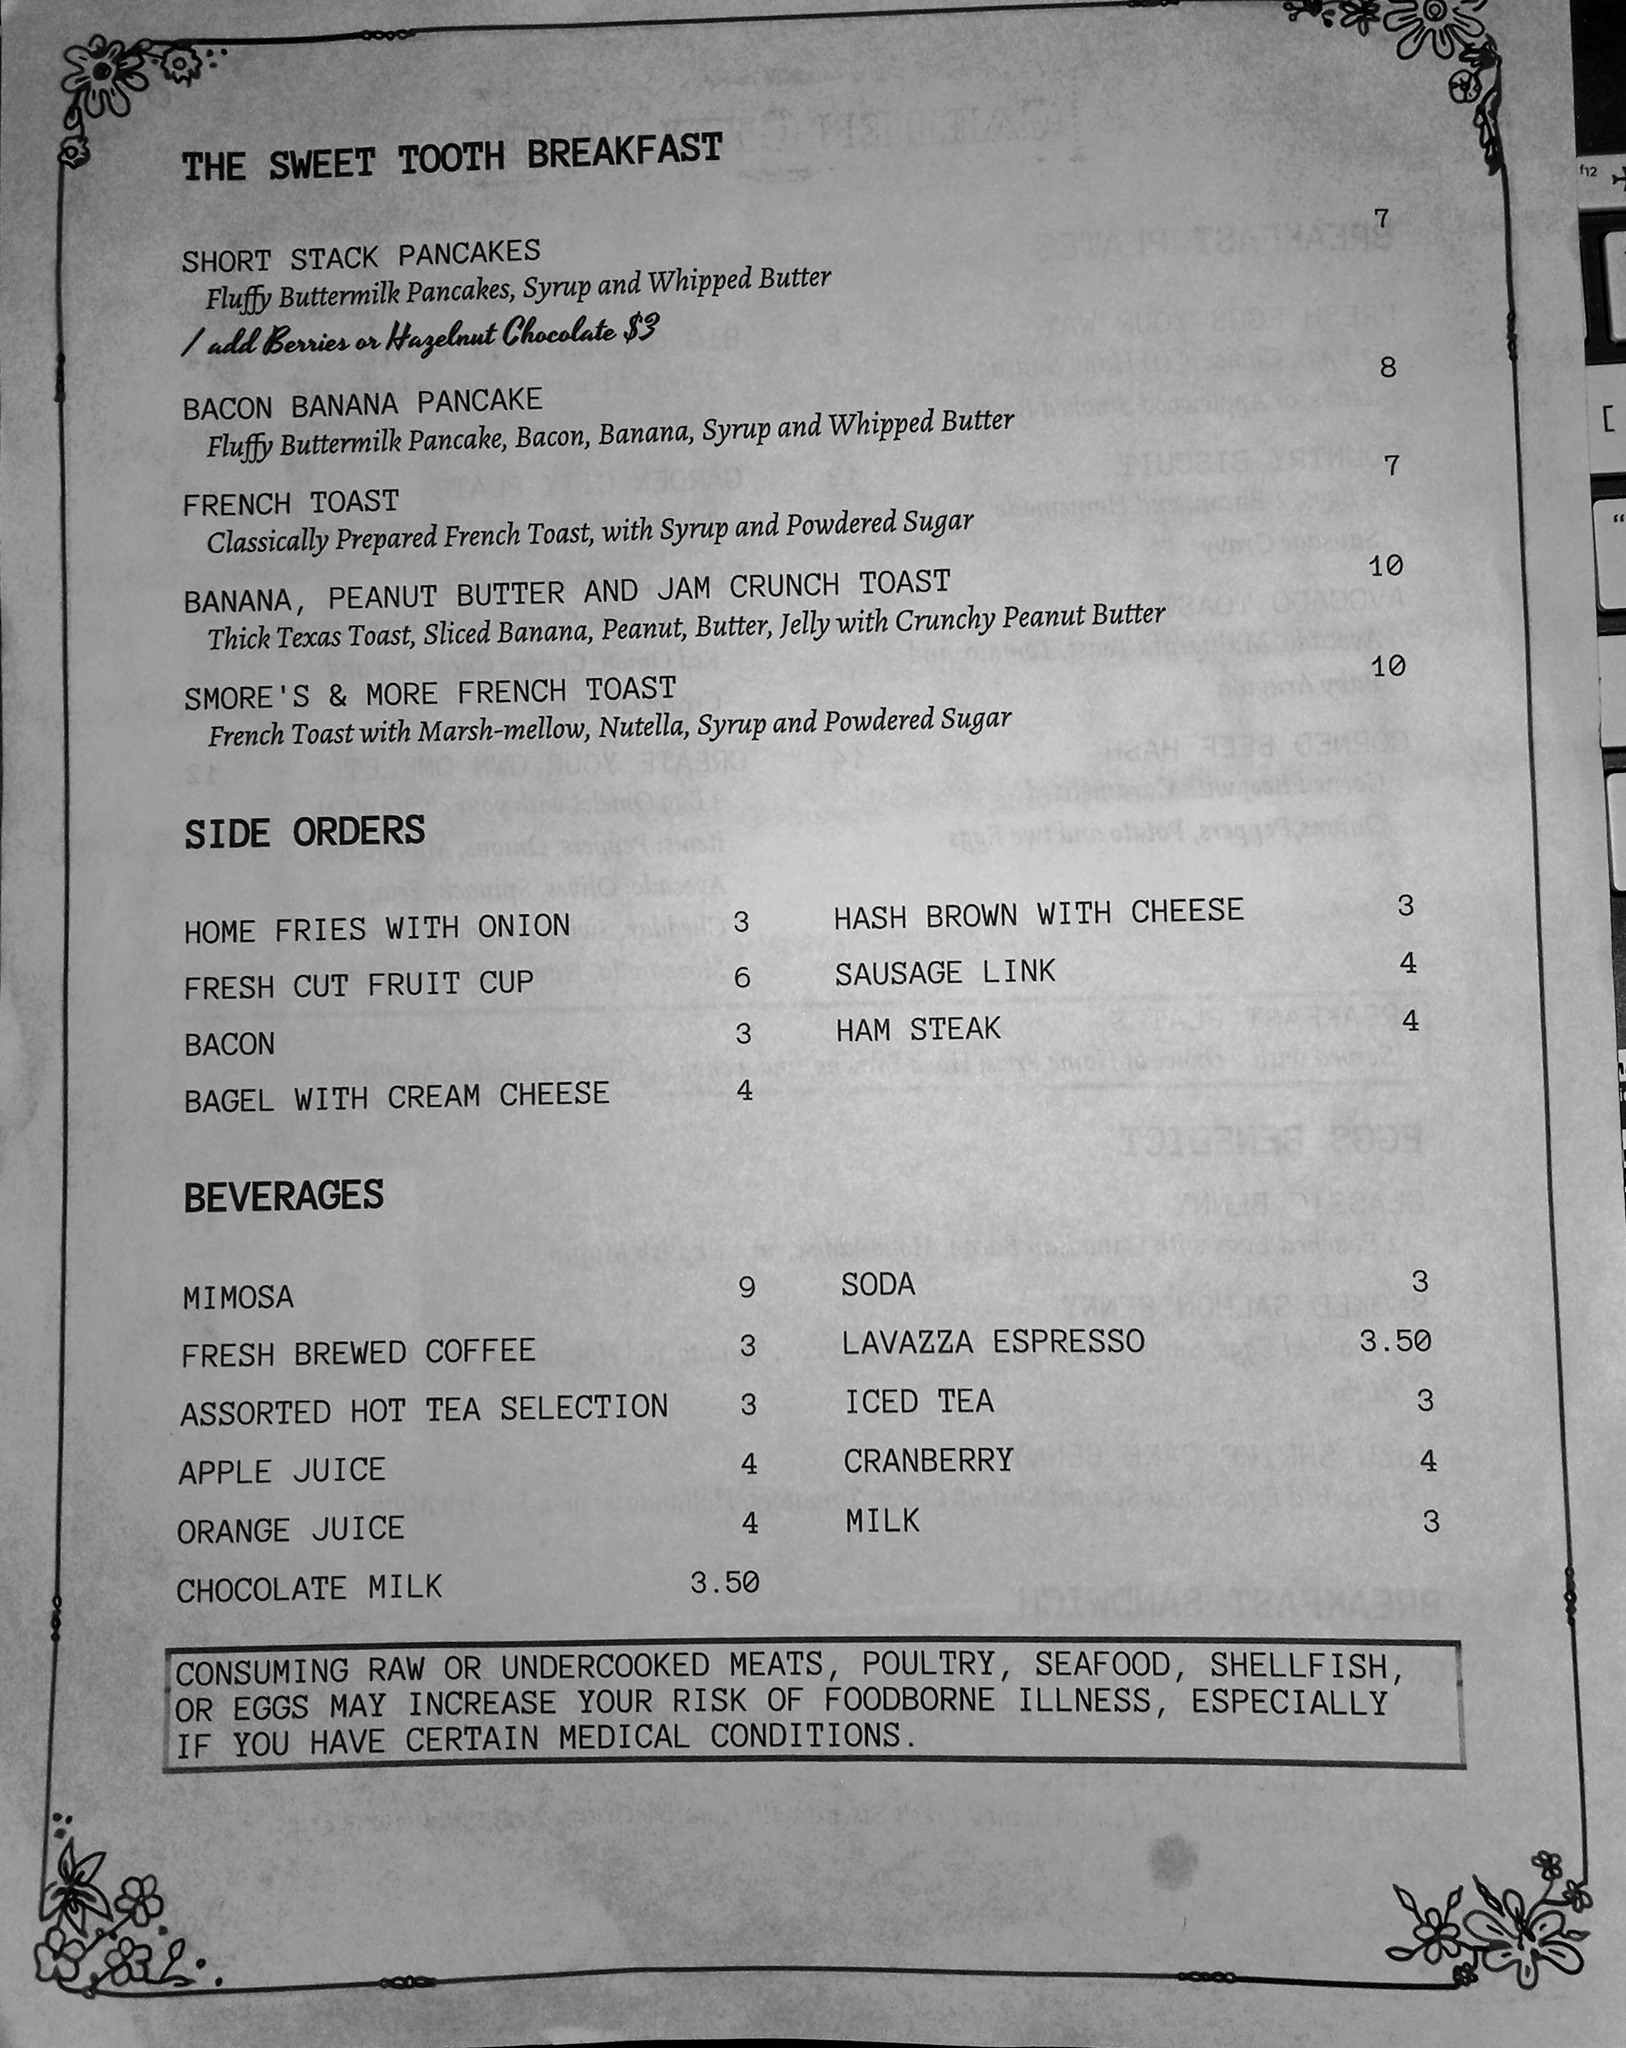 THE SWEET TOOTH BREAKFAST
SHORT STACK PANCAKES 7
Fluffy Buttermilk Pancakes, Syrup and Whipped Butter
/ add Berries or Hazelnut Chocolate $3
BACON BANANA PANCAKE 8
Fluffy Buttermilk Pancake, Bacon, Banana, Syrup and Whipped Butter
FRENCH TOAST 7
Classically Prepared French Toast, with Syrup and Powdered Sugar
BANANA, PEANUT BUTTER AND JAM CRUNCH TOAST 10
Thick Texas Toast, Sliced Banana, Peanut, Butter, Jelly with Crunchy Peanut Butter
SMORE'S & MORE FRENCH TOAST 10
French Toast with Marsh-mellow, Nutella, Syrup and Powdered Sugar
SIDE ORDERS
HOME FRIES WITH ONION 3
FRESH CUT FRUIT CUP 6
BACON 3
BAGEL WITH CREAM CHEESE 4
HASH BROWN WITH CHEESE 3
SAUSAGE LINK 4
HAM STEAK 4
BEVERAGES
MIMOSA 9
FRESH BREWED COFFEE 3
ASSORTED HOT TEA SELECTION 3
APPLE JUICE 4
ORANGE JUICE 4
CHOCOLATE MILK 3.50
SODA 3
LAVAZZA ESPRESSO 3.50
ICED TEA 3
CRANBERRY 4
MILK 3
CONSUMING RAW OR UNDERCOOKED MEATS, POULTRY, SEAFOOD, SHELLFISH,
OR EGGS MAY INCREASE YOUR RISK OF FOODBORNE ILLNESS, ESPECIALLY
IF YOU HAVE CERTAIN MEDICAL CONDITIONS.
f12
[
“